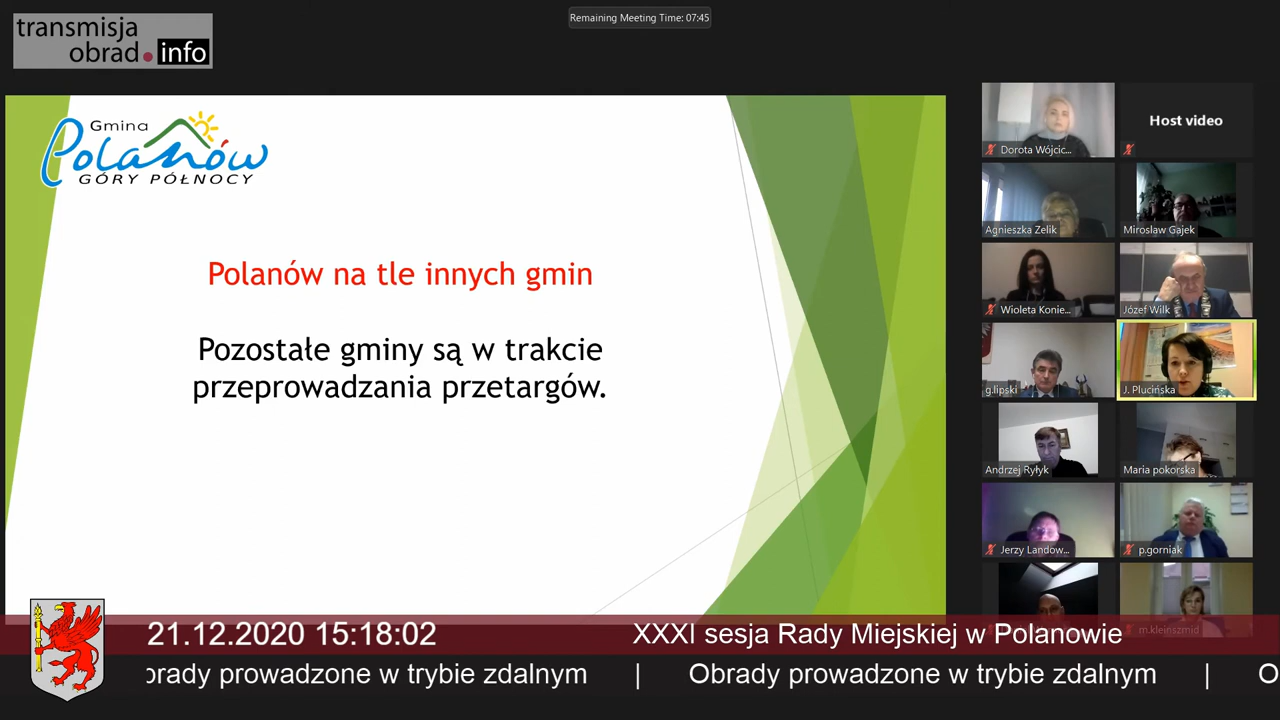 Remaining Meeting Time: 07:45
transmisja
obrad.info
Gmina
Polanów
GÓRY PÓŁNOCY
Polanów na tle innych gmin
Pozostałe gminy są w trakcie
przeprowadzania przetargów.
Dorota Wójcic...
Host video
Agnieszka Zelik
Miroslaw Gajek
Wioleta Konie...
Józef Wilk
g.lipski
J. Plucińska
Andrzej Ryłyk
Maria pokorska
Jerzy Landow...
p.gorniak
m.kleinszmid
21.12.2020 15:18:02
XXXI sesja Rady Miejskiej w Polanowie
brady prowadzone w trybie zdalnym | Obrady prowadzone w trybie zdalnym | O